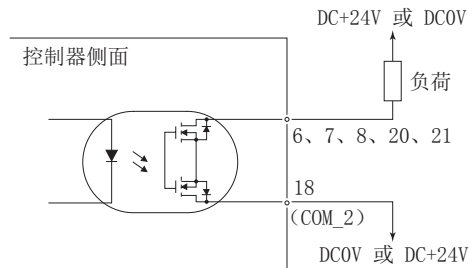 DC+24V 或 DC0V
控制器侧面
负荷
6、7、8、20、21
18
（COM_2）
DC0V 或 DC+24V